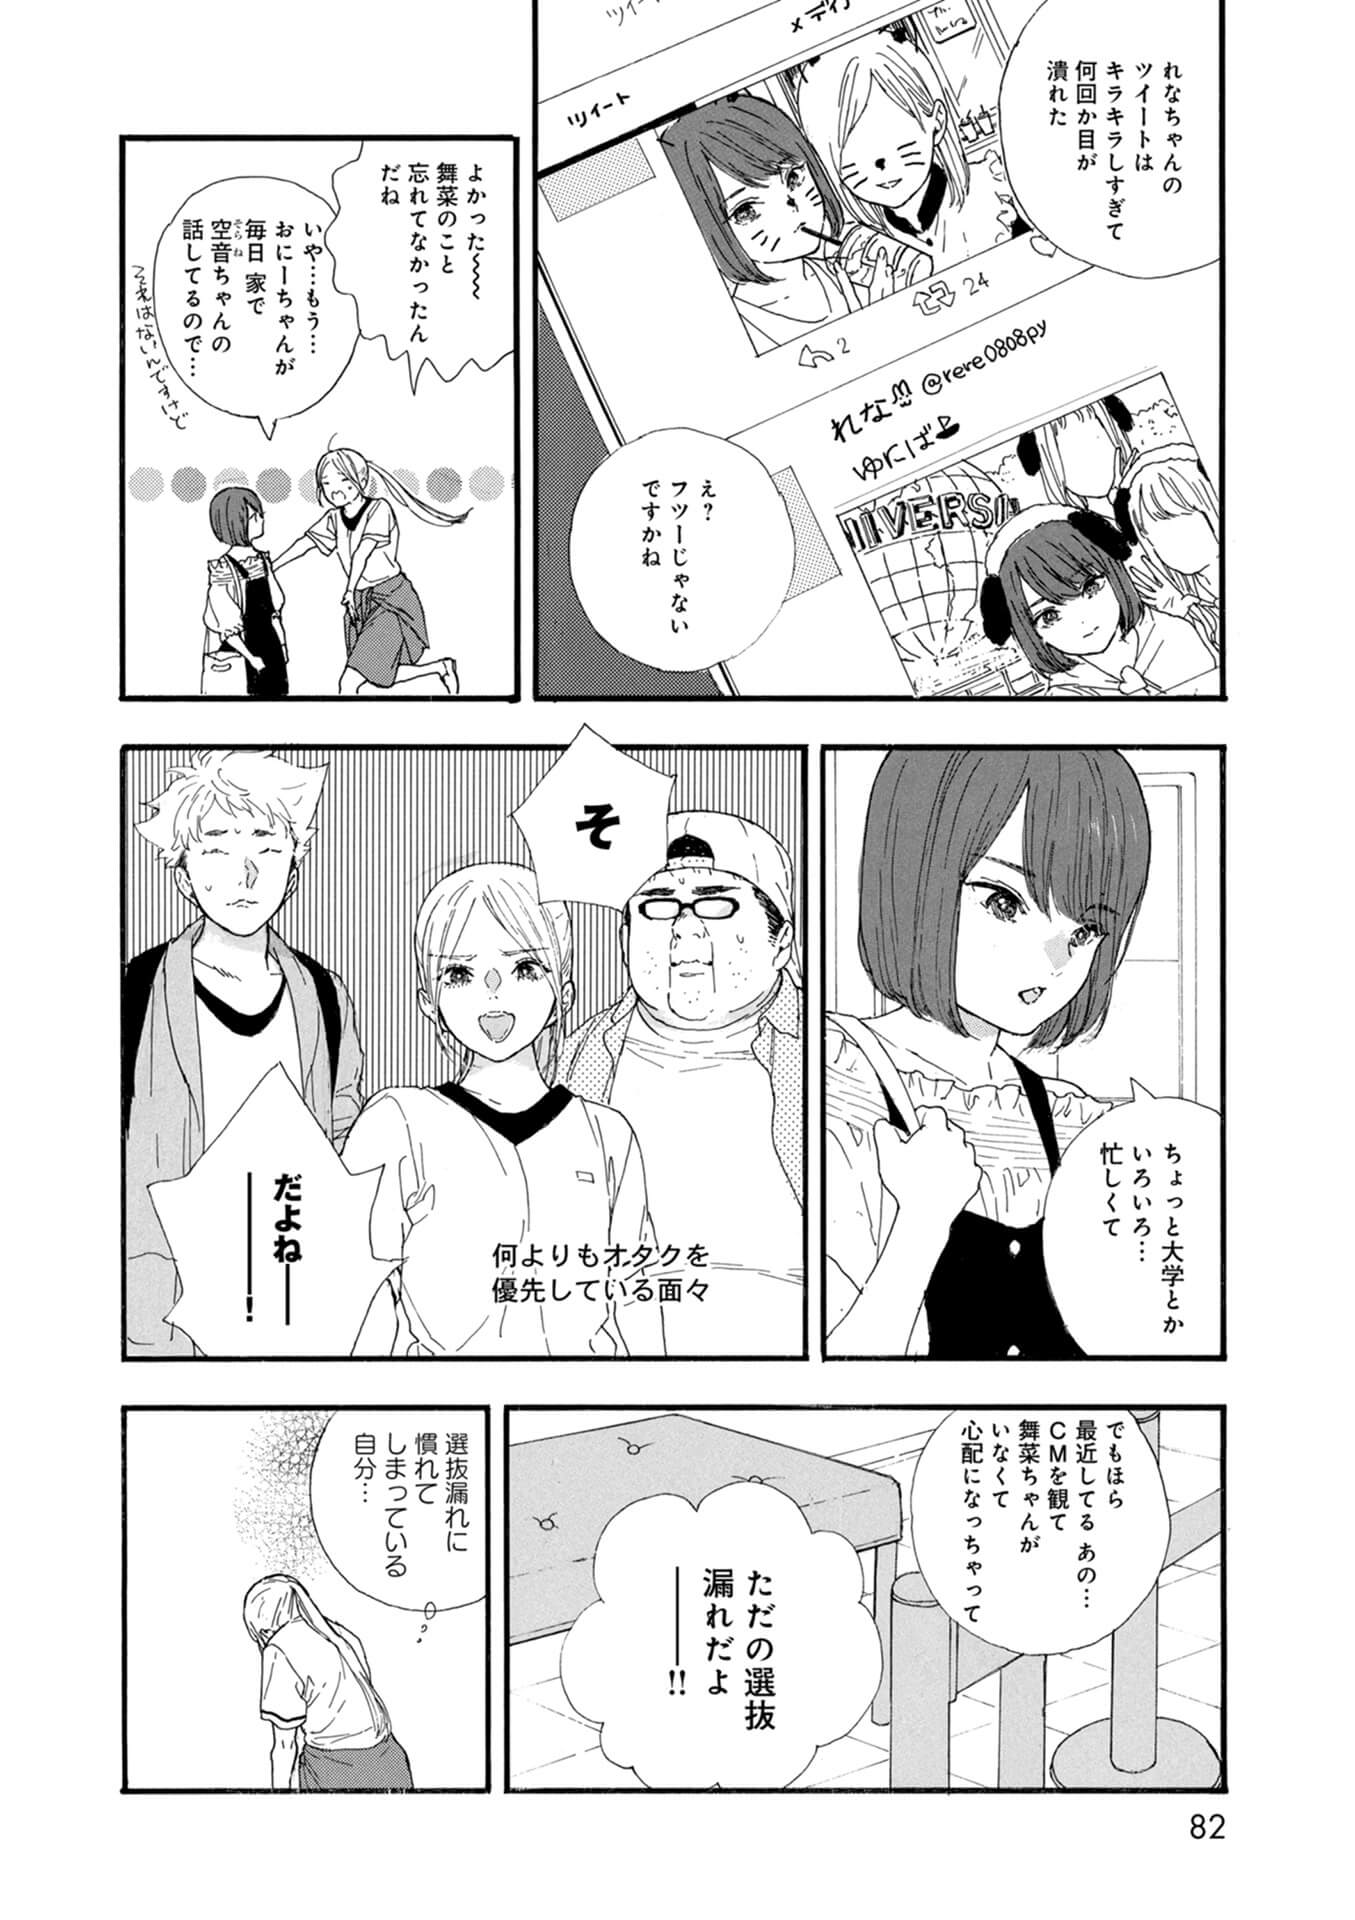 れなちゃんの
ツイートは
キラキラしすぎて
何回か目が
潰れた
メディア
ツイート
24
2
れな
@rere0808py
ゆにば
UNIVERSA
え?
フツーじゃない
ですかね
よかった〜〜〜
舞菜のこと
忘れてなかったん
だね
いや…もう…
おにーちゃんが
毎日 家で
空音ちゃんの
そらね
話してるので…
それはないんですけど
ちょっと大学とか
いろいろ…
忙しくて
そ
だよね――
――!
何よりもオタクを
優先している面々
でもほら
最近してる あの…
CMを観て
舞菜ちゃんが
いなくて
心配になっちゃって
ただの選抜
漏れだよ
――!!
選抜漏れに
慣れて
しまっている
自分…
82